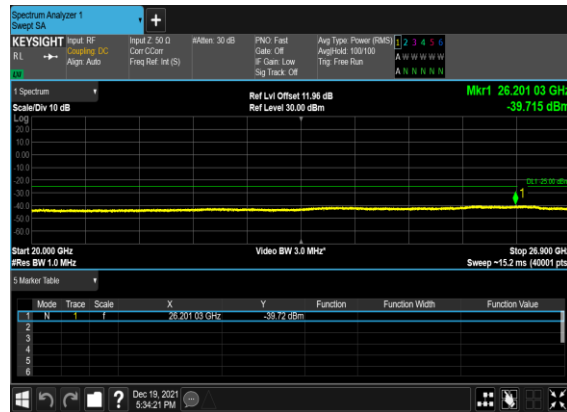 Spectrum Analyzer 1
Swept SA
KEYSIGHT Input: RF Input Z: 50 Ω #Atten: 30 dB PNO: Fast Avg Type: Power (RMS) 1 2 3 4 5 6
RL Coupling: DC Corr CCorr Gate: Off Avg|Hold: 100/100 A W W W W W
Align: Auto Freq Ref: Int (S) IF Gain: Low Trig: Free Run
Sig Track: Off A N N N N N
1 Spectrum Ref Lvl Offset 11.96 dB Mkr1 26.201 03 GHz
Scale/Div 10 dB Ref Level 30.00 dBm -39.715 dBm
Log
20.0
10.0
0.00
-10.0
-20.0
DL1 -25.00 dBm
-30.0
1
-40.0
-50.0
-60.0
Start 20.000 GHz Video BW 3.0 MHz* Stop 26.900 GHz
#Res BW 1.0 MHz Sweep ~15.2 ms (40001 pts)
5 Marker Table
Mode Trace Scale X Y Function Function Width Function Value
1 N 1 f 26.201 03 GHz -39.72 dBm
2
3
4
5
6
? Dec 19, 2021
5:34:21 PM